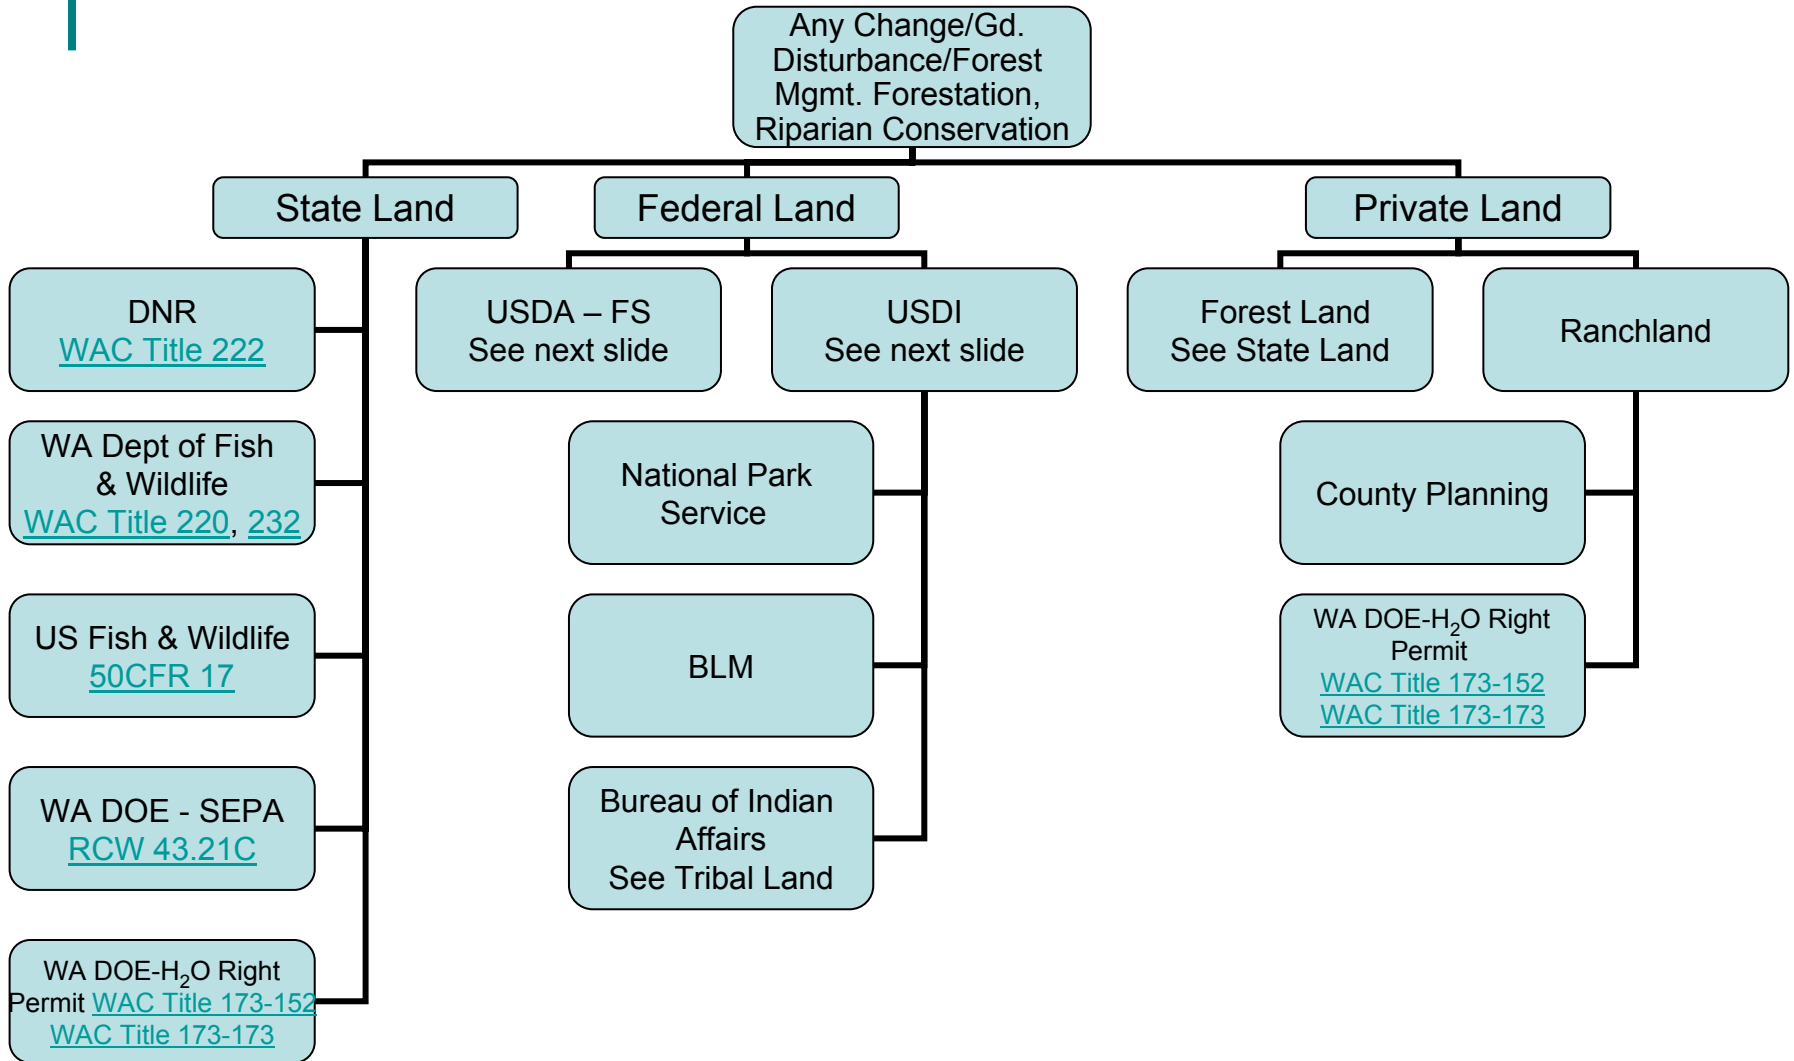 Any Change/Gd.
Disturbance/Forest
Mgmt. Forestation,
Riparian Conservation
State Land
Federal Land
Private Land
DNR
WAC Title 222
USDA – FS
See next slide
USDI
See next slide
Forest Land
See State Land
Ranchland
WA Dept of Fish
& Wildlife
WAC Title 220, 232
National Park
Service
County Planning
US Fish & Wildlife
50CFR 17
BLM
WA DOE-H₂O Right
Permit
WAC Title 173-152
WAC Title 173-173
WA DOE - SEPA
RCW 43.21C
Bureau of Indian
Affairs
See Tribal Land
WA DOE-H₂O Right
Permit WAC Title 173-152
WAC Title 173-173